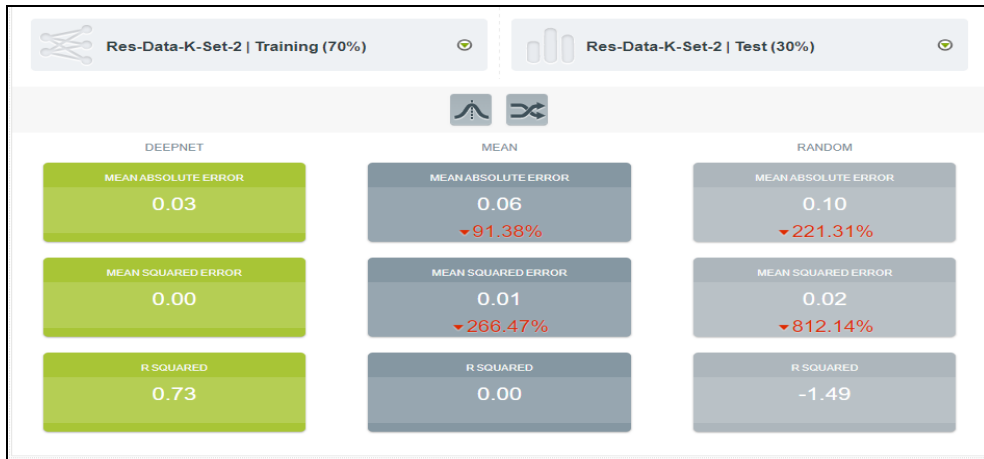 Res-Data-K-Set-2 | Training (70%) Res-Data-K-Set-2 | Test (30%)
DEEPNET MEAN RANDOM
MEAN ABSOLUTE ERROR MEAN ABSOLUTE ERROR MEAN ABSOLUTE ERROR
0.03 0.06 0.10
91.38% 221.31%
MEAN SQUARED ERROR MEAN SQUARED ERROR MEAN SQUARED ERROR
0.00 0.01 0.02
266.47% 812.14%
R SQUARED R SQUARED R SQUARED
0.73 0.00 -1.49